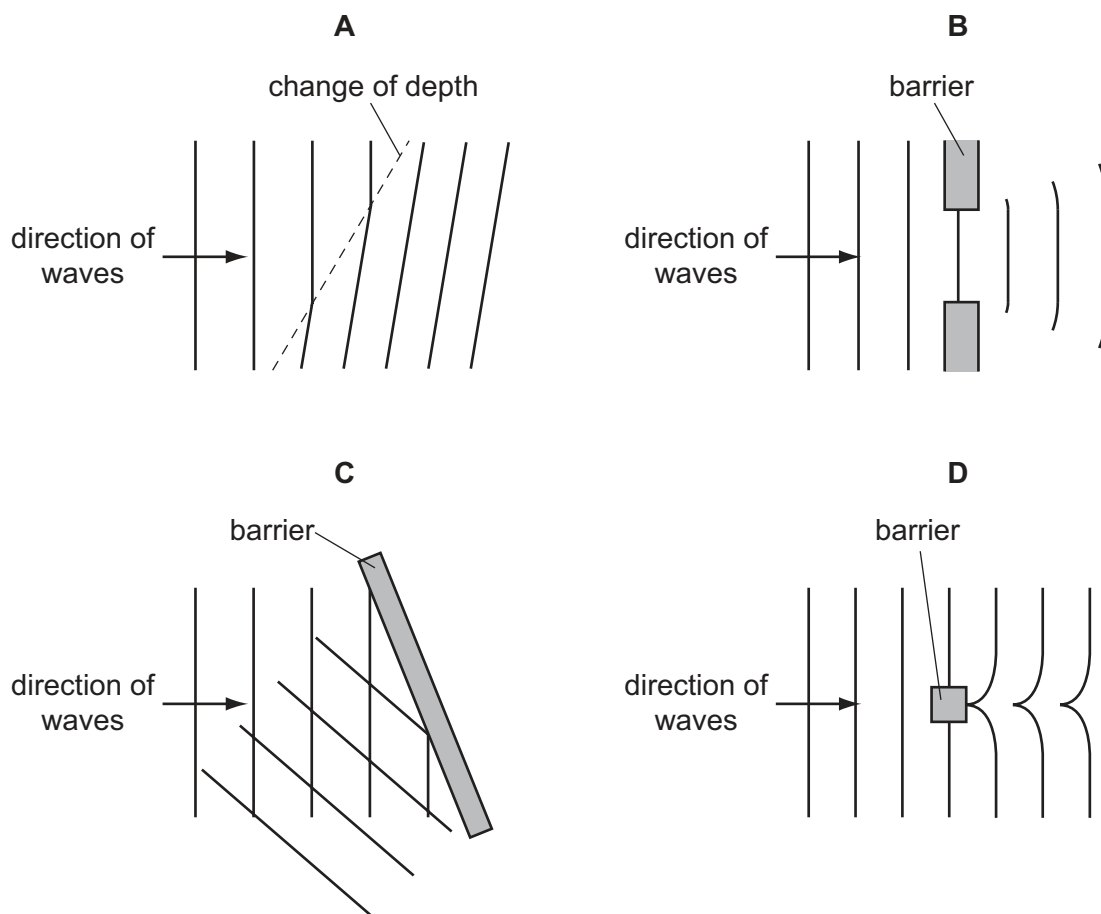 A
change of depth
direction of
waves
B
barrier
direction of
waves
C
barrier
direction of
waves
D
barrier
direction of
waves